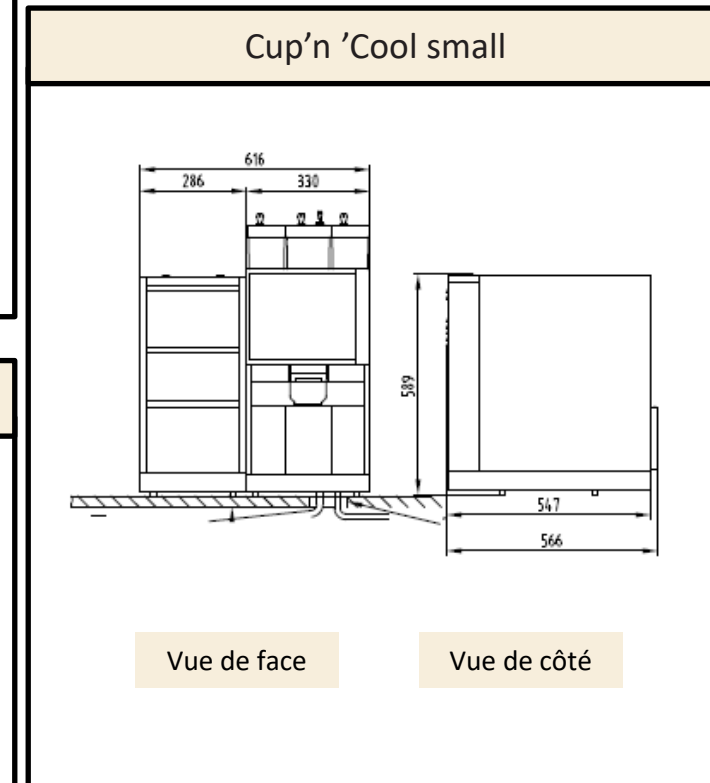 Cup’n ’Cool small
616
286
330
589
547
566
Vue de face
Vue de côté